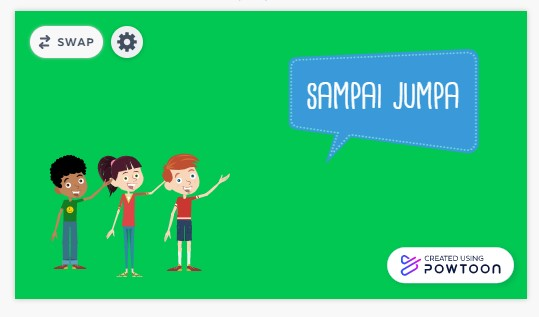 SWAP
SAMPAI JUMPA
CREATED USING
POWTOON